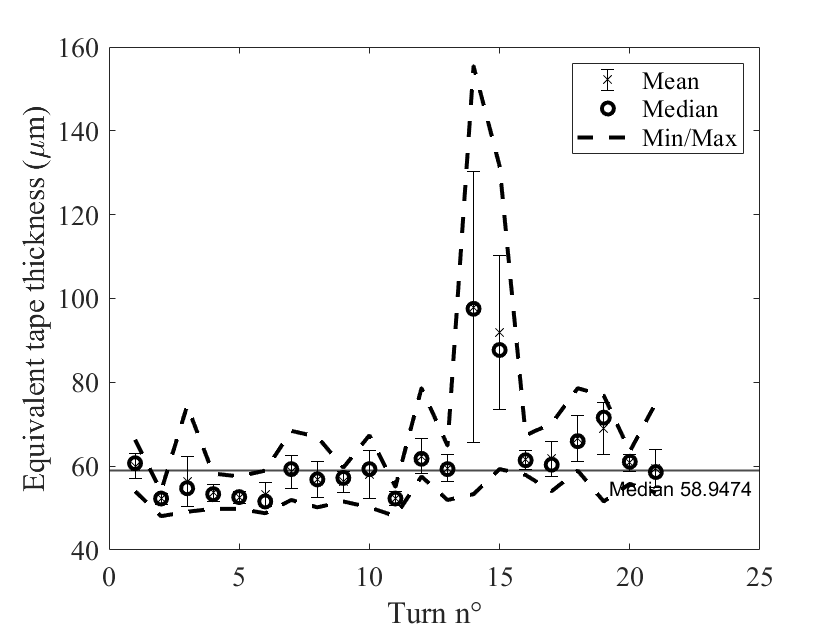 160
140
120
100
80
60
40
Equivalent tape thickness (μm)
Mean
Median
Min/Max
Median 58.9474
0 5 10 15 20 25
Turn n°